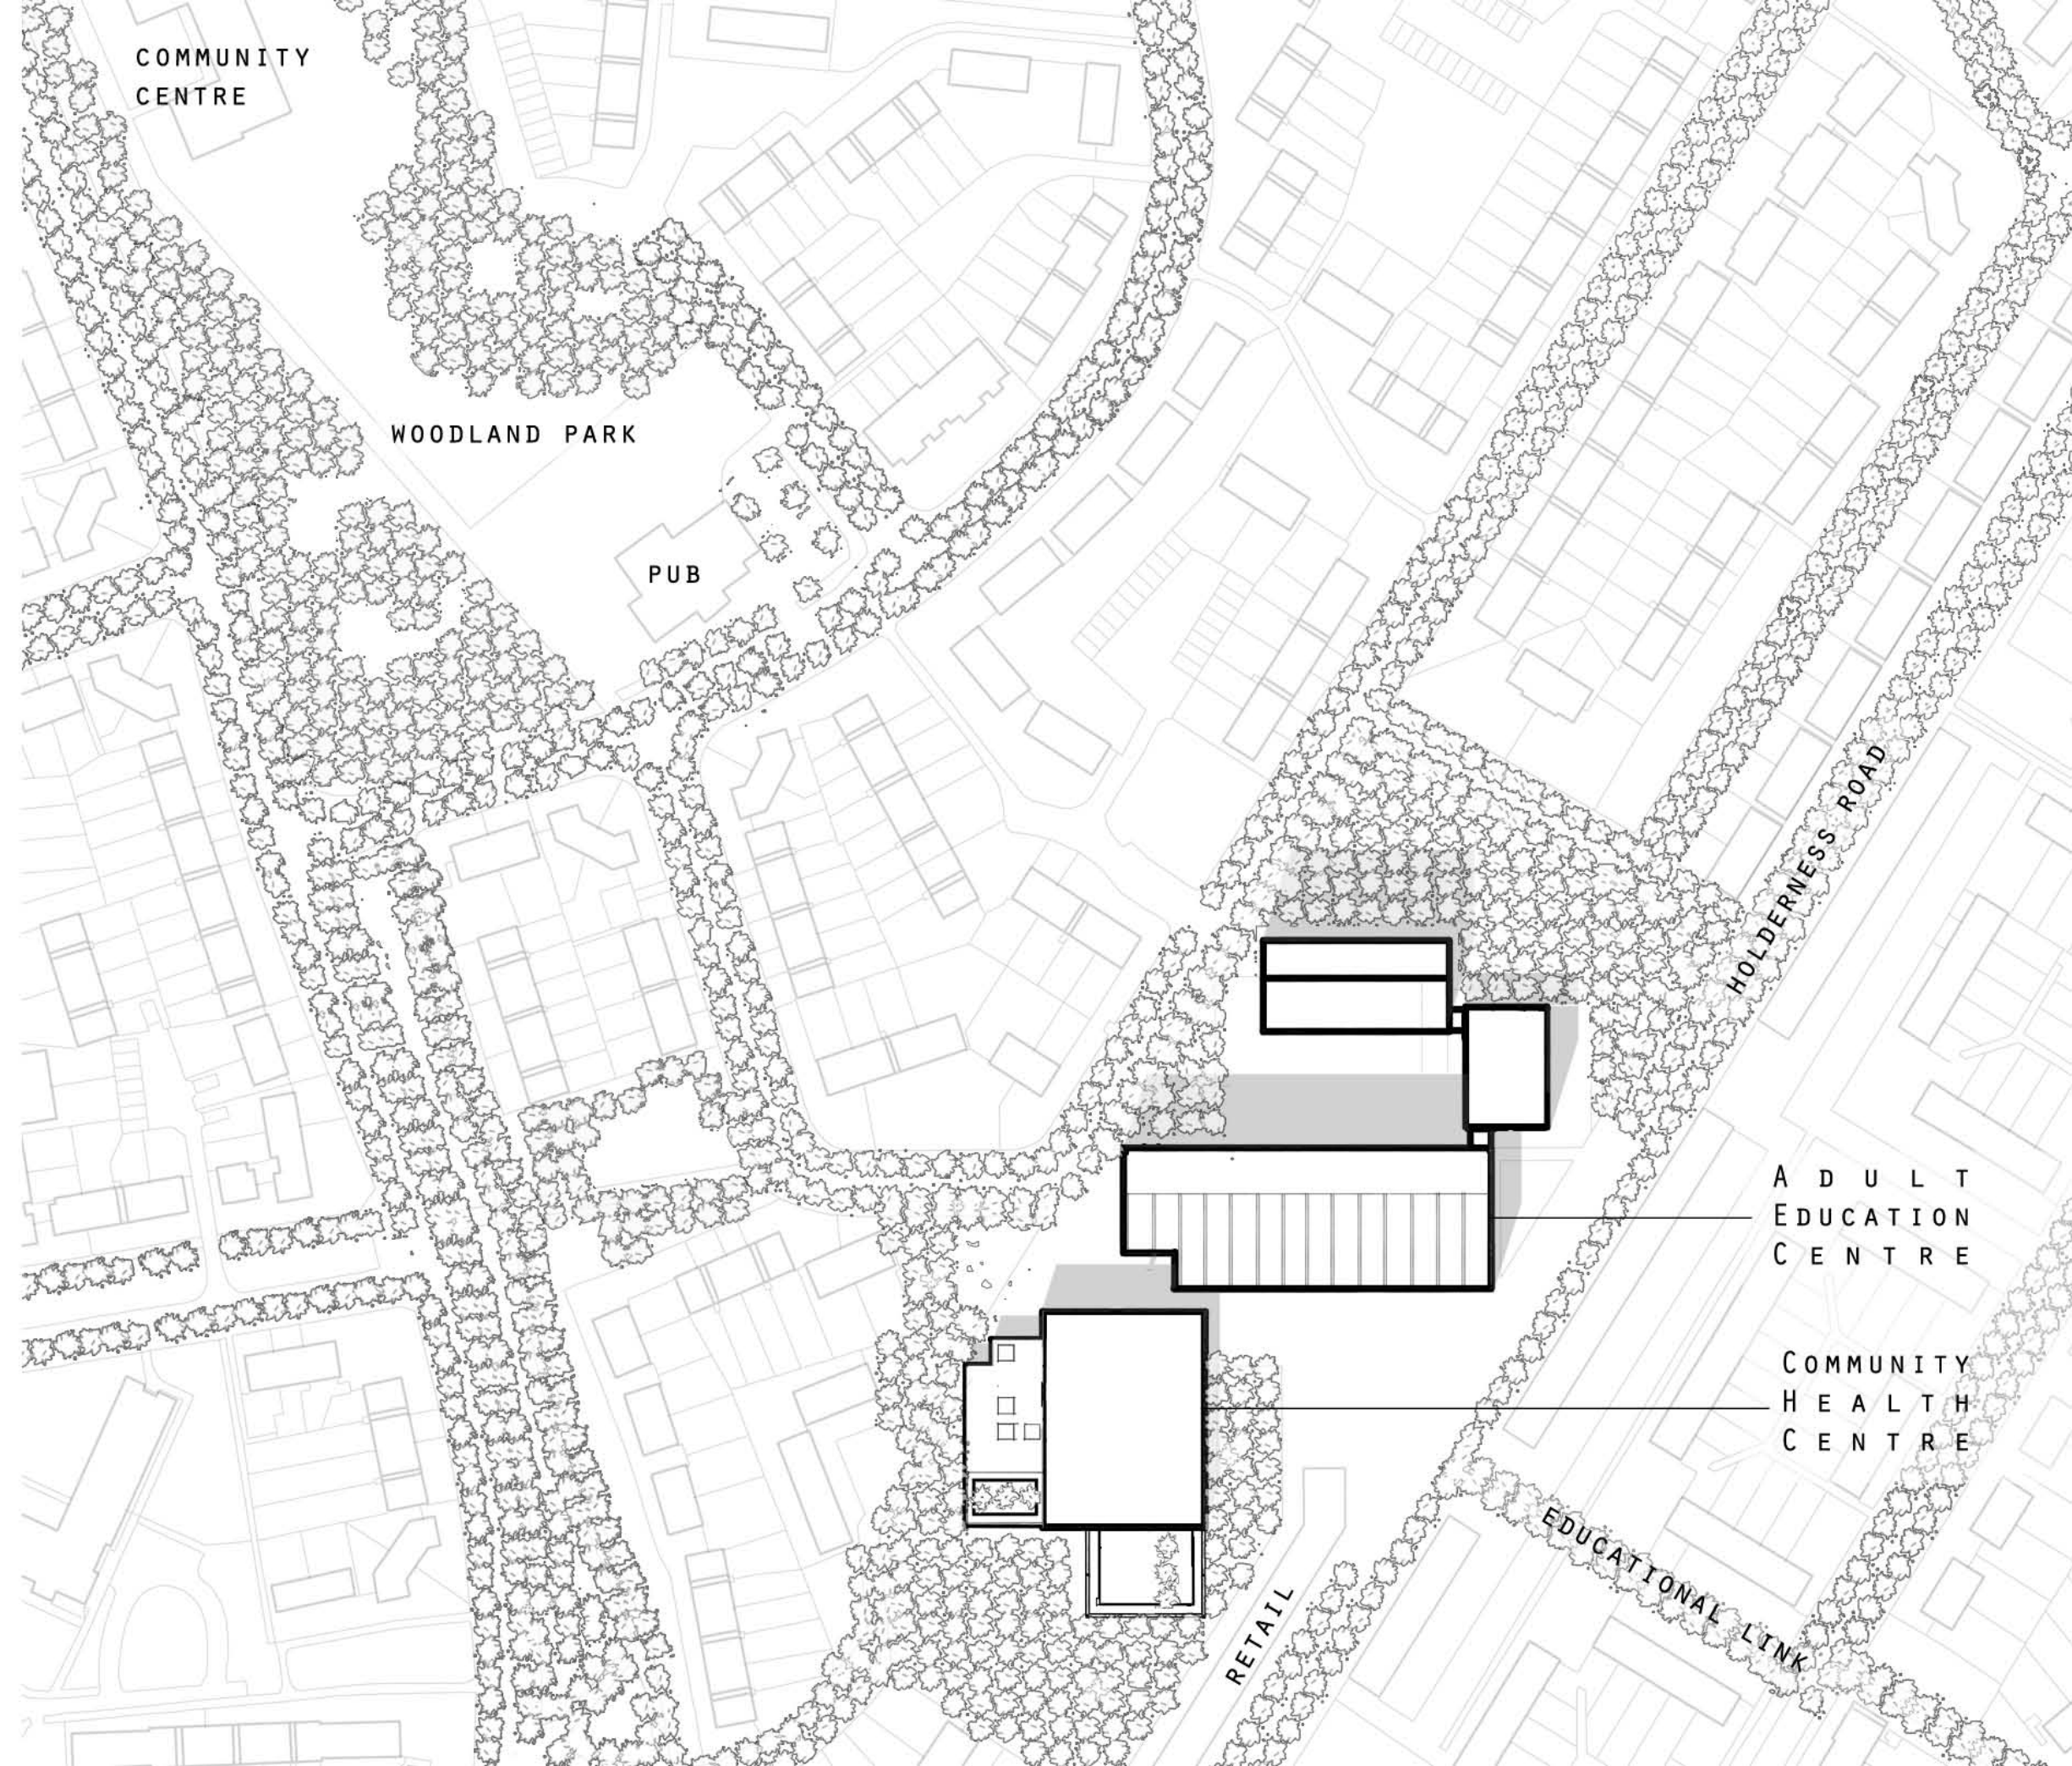 COMMUNITY
CENTRE
WOODLAND PARK
PUB
HOLDERNESS ROAD
ADULT
EDUCATION
CENTRE
COMMUNITY
HEALTH
CENTRE
EDUCATIONAL LINK
RETAIL